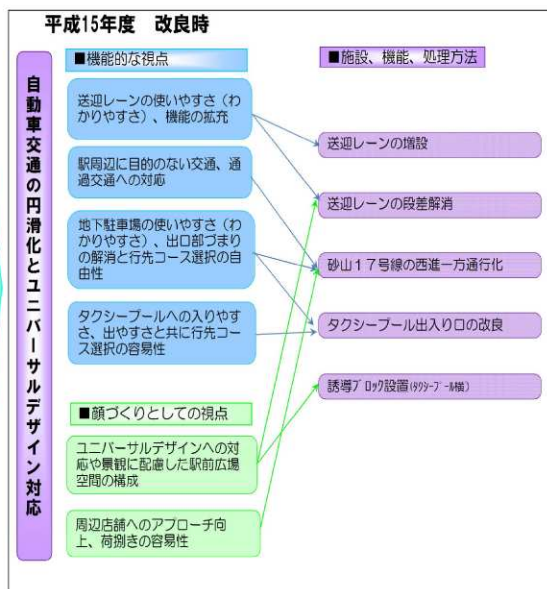 平成15年度 改良時
自動車交通の円滑化とユニバーサルデザイン対応
■機能的な視点
送迎レーンの使いやすさ（わ
かりやすさ）、機能の拡充
駅周辺に目的のない交通、通
過交通への対応
地下駐車場の使いやすさ（わ
かりやすさ）、出口部づまり
の解消と行先コース選択の自
由性
タクシープールへの入りやす
さ、出やすさと共に行先コー
ス選択の容易性
■顔づくりとしての視点
ユニバーサルデザインへの対
応や景観に配慮した駅前広場
空間の構成
周辺店舗へのアプローチ向
上、荷捌きの容易性
■施設、機能、処理方法
送迎レーンの増設
送迎レーンの段差解消
砂山１７号線の西進一方通行化
タクシープール出入り口の改良
誘導ﾌﾞﾛｯｸ設置(ﾀｸｼｰﾌﾟｰﾙ横)